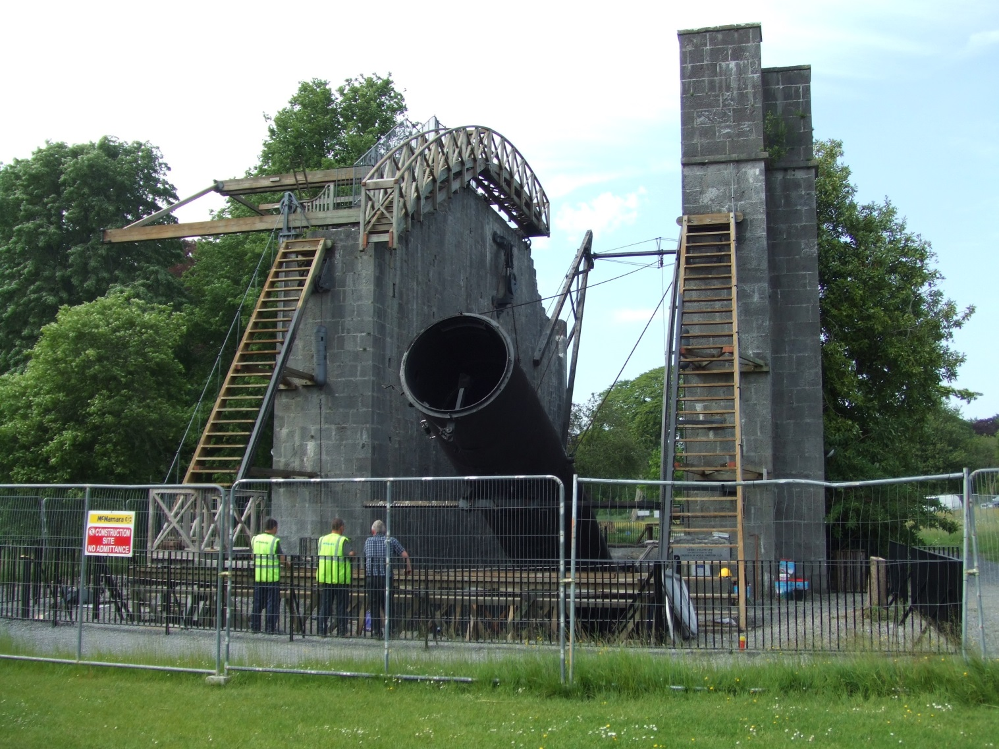 McNamara
CONSTRUCTION
SITE
NO ADMITTANCE